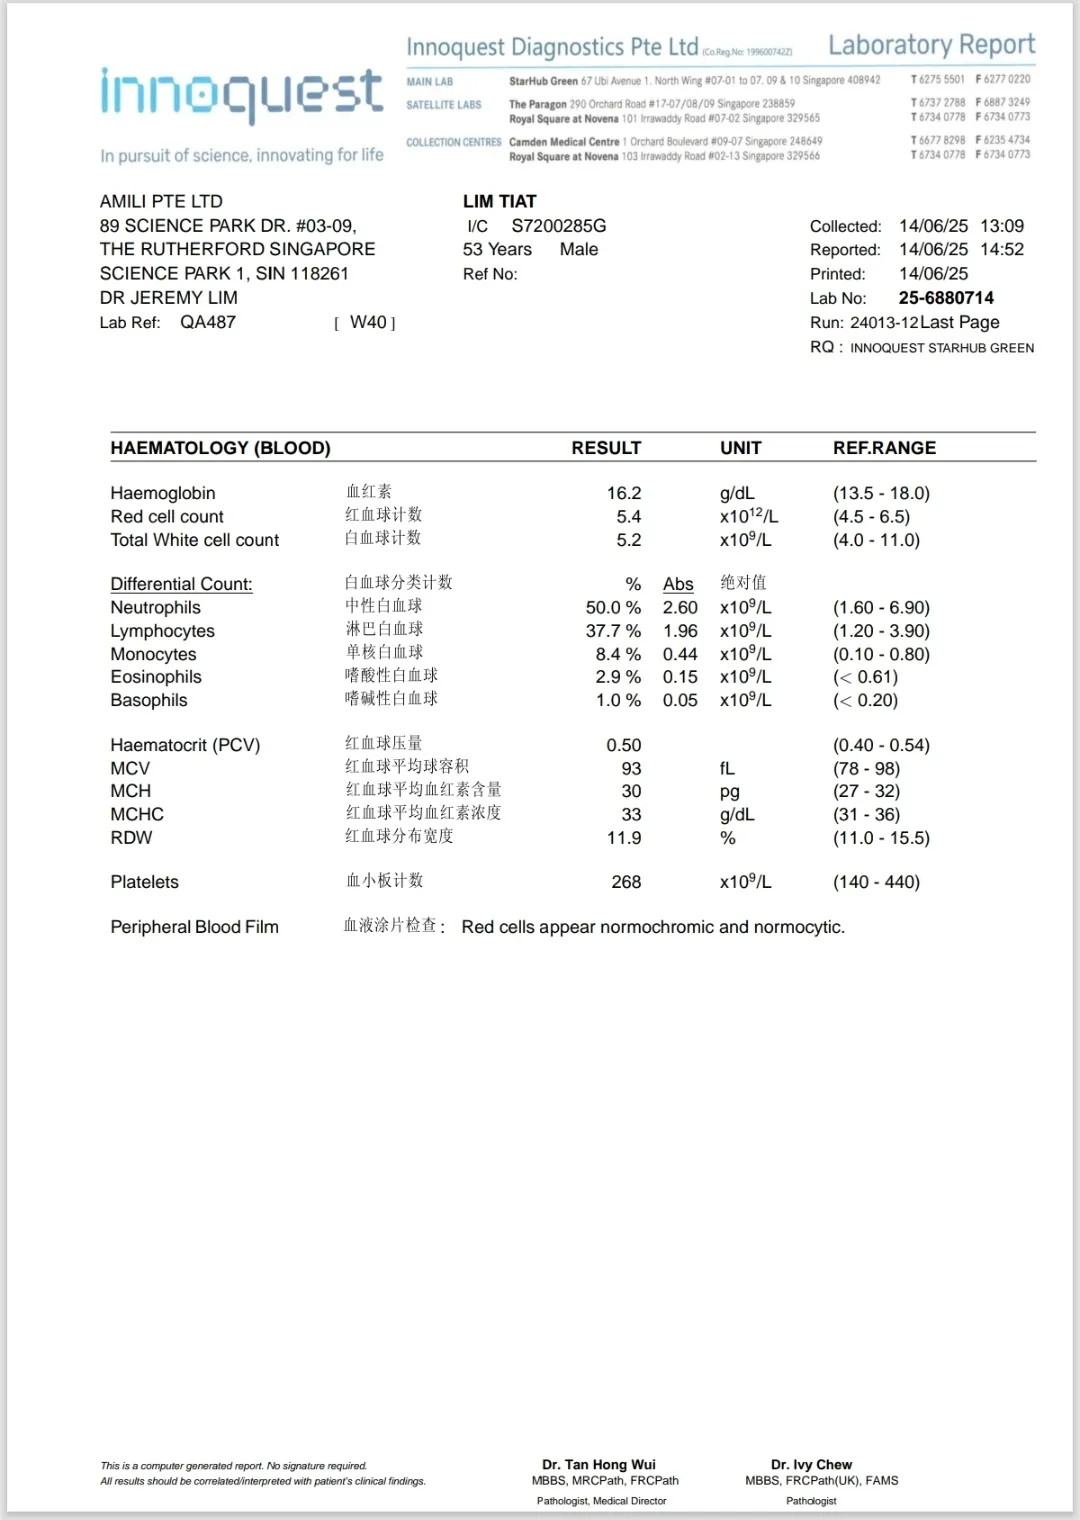 Innoquest Diagnostics Pte Ltd (Co.Reg.No: 199600742Z) Laboratory Report
innoquest
In pursuit of science, innovating for life
MAIN LAB StarHub Green 67 Ubi Avenue 1. North Wing #07-01 to 07. 09 & 10 Singapore 408942 T 6275 5501 F 6277 0220
SATELLITE LABS The Paragon 290 Orchard Road #17-07/08/09 Singapore 238859 T 6737 2788 F 6887 3249
Royal Square at Novena 101 Irrawaddy Road #07-02 Singapore 329565 T 6734 0778 F 6734 0773
COLLECTION CENTRES Camden Medical Centre 1 Orchard Boulevard #09-07 Singapore 248649 T 6677 8298 F 6235 4734
Royal Square at Novena 103 Irrawaddy Road #02-13 Singapore 329566 T 6734 0778 F 6734 0773
AMILI PTE LTD LIM TIAT
89 SCIENCE PARK DR. #03-09, I/C S7200285G Collected: 14/06/25 13:09
THE RUTHERFORD SINGAPORE 53 Years Male Reported: 14/06/25 14:52
SCIENCE PARK 1, SIN 118261 Ref No: Printed: 14/06/25
DR JEREMY LIM Lab No: 25-6880714
Lab Ref: QA487 [ W40 ] Run: 24013-12Last Page
RQ : INNOQUEST STARHUB GREEN
HAEMATOLOGY (BLOOD) RESULT UNIT REF.RANGE
Haemoglobin 血红素 16.2 g/dL (13.5 - 18.0)
Red cell count 红血球计数 5.4 x10¹²/L (4.5 - 6.5)
Total White cell count 白血球计数 5.2 x10⁹/L (4.0 - 11.0)
Differential Count: 白血球分类计数 % Abs 绝对值
Neutrophils 中性白血球 50.0 % 2.60 x10⁹/L (1.60 - 6.90)
Lymphocytes 淋巴白血球 37.7 % 1.96 x10⁹/L (1.20 - 3.90)
Monocytes 单核白血球 8.4 % 0.44 x10⁹/L (0.10 - 0.80)
Eosinophils 嗜酸性白血球 2.9 % 0.15 x10⁹/L (< 0.61)
Basophils 嗜碱性白血球 1.0 % 0.05 x10⁹/L (< 0.20)
Haematocrit (PCV) 红血球压量 0.50 (0.40 - 0.54)
MCV 红血球平均球容积 93 fL (78 - 98)
MCH 红血球平均血红素含量 30 pg (27 - 32)
MCHC 红血球平均血红素浓度 33 g/dL (31 - 36)
RDW 红血球分布宽度 11.9 % (11.0 - 15.5)
Platelets 血小板计数 268 x10⁹/L (140 - 440)
Peripheral Blood Film 血液涂片检查 : Red cells appear normochromic and normocytic.
This is a computer generated report. No signature required. Dr. Tan Hong Wui Dr. Ivy Chew
All results should be correlated/interpreted with patient's clinical findings. MBBS, MRCPath, FRCPath MBBS, FRCPath(UK), FAMS
Pathologist, Medical Director Pathologist